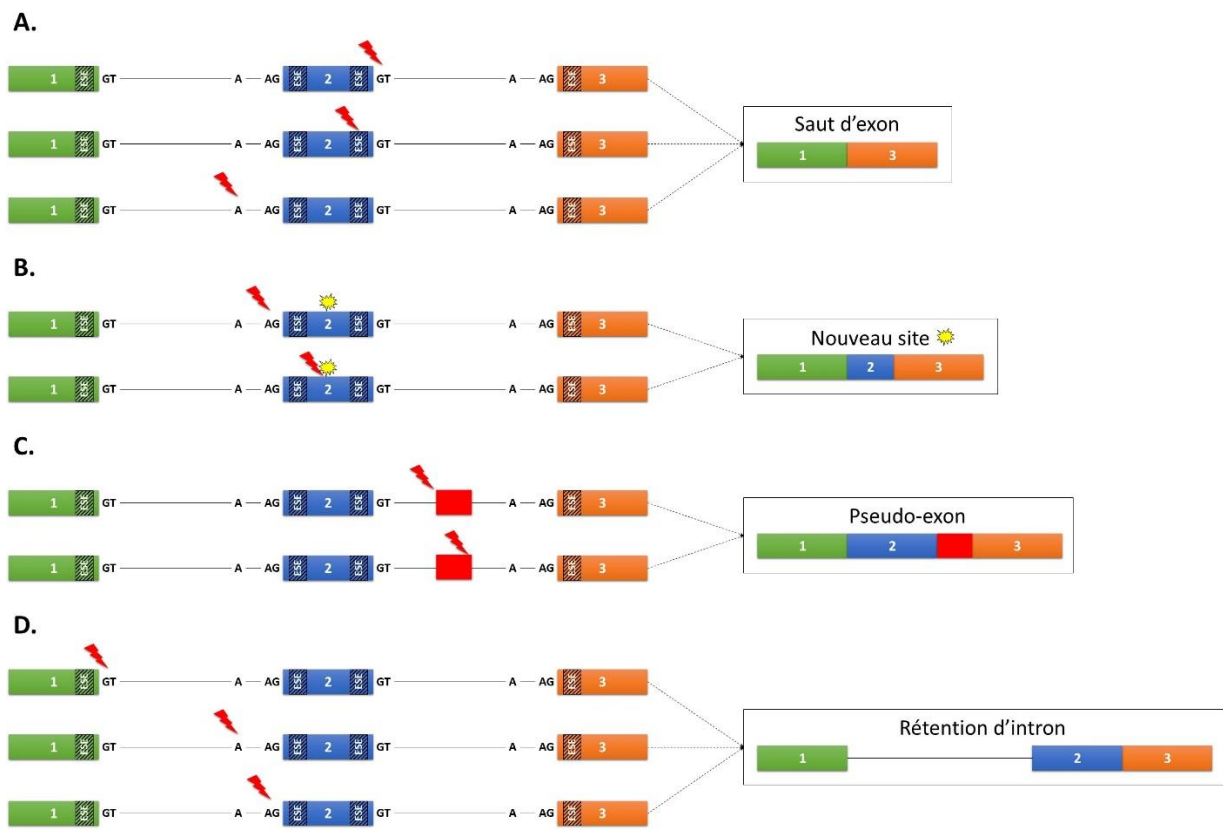 A.
1 ESE GT A AG ESE 2 ESE GT A AG ESE 3
1 ESE GT A AG ESE 2 ESE GT A AG ESE 3
1 ESE GT A AG ESE 2 ESE GT A AG ESE 3
Saut d'exon
1 3
B.
1 ESE GT A AG ESE 2 ESE GT A AG ESE 3
1 ESE GT A AG ESE 2 ESE GT A AG ESE 3
Nouveau site
1 2 3
C.
1 ESE GT A AG ESE 2 ESE GT A AG ESE 3
1 ESE GT A AG ESE 2 ESE GT A AG ESE 3
Pseudo-exon
1 2 3
D.
1 ESE GT A AG ESE 2 ESE GT A AG ESE 3
1 ESE GT A AG ESE 2 ESE GT A AG ESE 3
1 ESE GT A AG ESE 2 ESE GT A AG ESE 3
Rétention d'intron
1 2 3